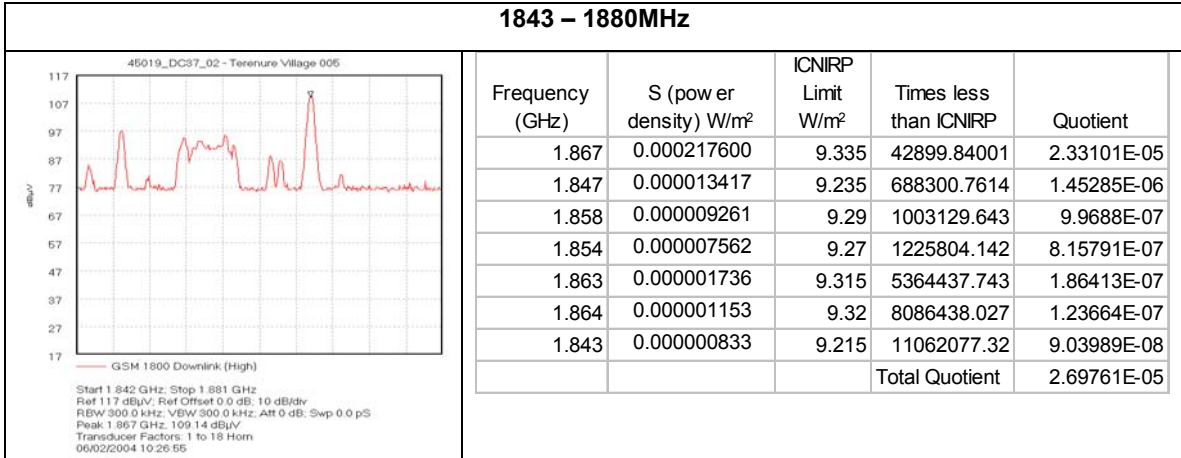 1843 – 1880MHz
45019_DC37_02 - Terenure Village 005
117
107
97
87
77
67
57
47
37
27
17
dBµV
GSM 1800 Downlink (High)
Start 1.842 GHz; Stop 1.881 GHz
Ref 117 dBµV; Ref Offset 0.0 dB; 10 dB/div
RBW 300.0 kHz; VBW 300.0 kHz; Att 0 dB; Swp 0.0 pS
Peak 1.867 GHz, 109.14 dBµV
Transducer Factors: 1 to 18 Horn
06/02/2004 10:26:55
Frequency (GHz) S (power density) W/m² ICNIRP Limit W/m² Times less than ICNIRP Quotient
1.867 0.000217600 9.335 42899.84001 2.33101E-05
1.847 0.000013417 9.235 688300.7614 1.45285E-06
1.858 0.000009261 9.29 1003129.643 9.9688E-07
1.854 0.000007562 9.27 1225804.142 8.15791E-07
1.863 0.000001736 9.315 5364437.743 1.86413E-07
1.864 0.000001153 9.32 8086438.027 1.23664E-07
1.843 0.000000833 9.215 11062077.32 9.03989E-08
Total Quotient 2.69761E-05